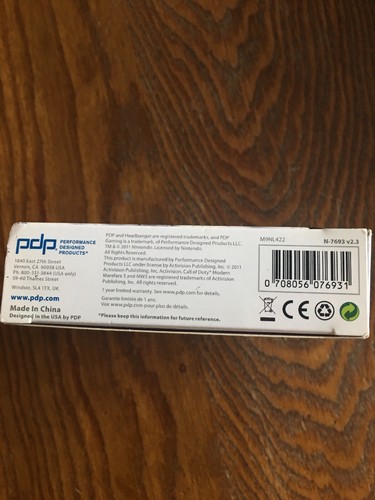 pdp PERFORMANCE
DESIGNED
PRODUCTS®
1840 East 27th Street
Vernon, CA 90058 USA
Ph. 800-331-3844 (USA only)
09-40 Thames Street
Windsor, SL4 1TX, UK
www.pdp.com
Made In China
Designed in the USA by PDP
PDP and Headbanger are registered trademarks, and PDP
Gaming is a trademark, of Performance Designed Products LLC.
TM & © 2011 Nintendo. Licensed by Nintendo.
All Rights Reserved.
This product is manufactured by Performance Designed
Products LLC under license by Activision Publishing, Inc. © 2011
Activision Publishing, Inc. Activision, Call of Duty® Modern
Warefare 3 and MW3 are registered trademarks of Activision
Publishing, Inc. All rights reserved.
1 year limited warranty. See www.pdp.com for details.
Garantie limitée de 1 ans.
Voir www.pdp.com pour plus de détails.
*Please keep this information for future reference.
M9NL422
N-7693 v2.3
0 708056 076931
CE